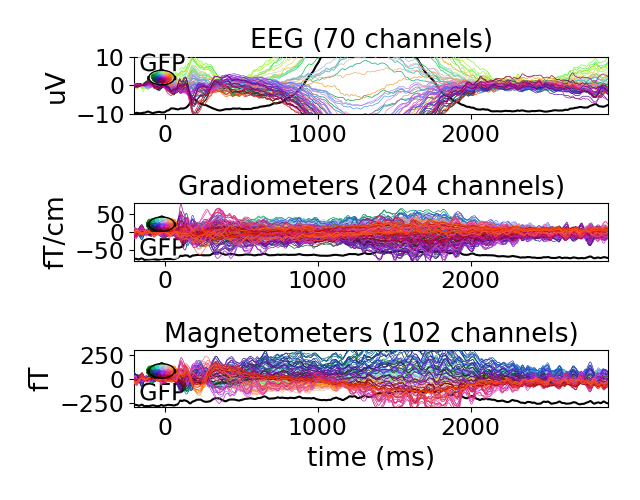 EEG (70 channels)
10
0
−10
uV
GFP
0
1000
2000
Gradiometers (204 channels)
50
0
−50
fT/cm
GFP
0
1000
2000
Magnetometers (102 channels)
250
0
−250
fT
GFP
0
1000
2000
time (ms)